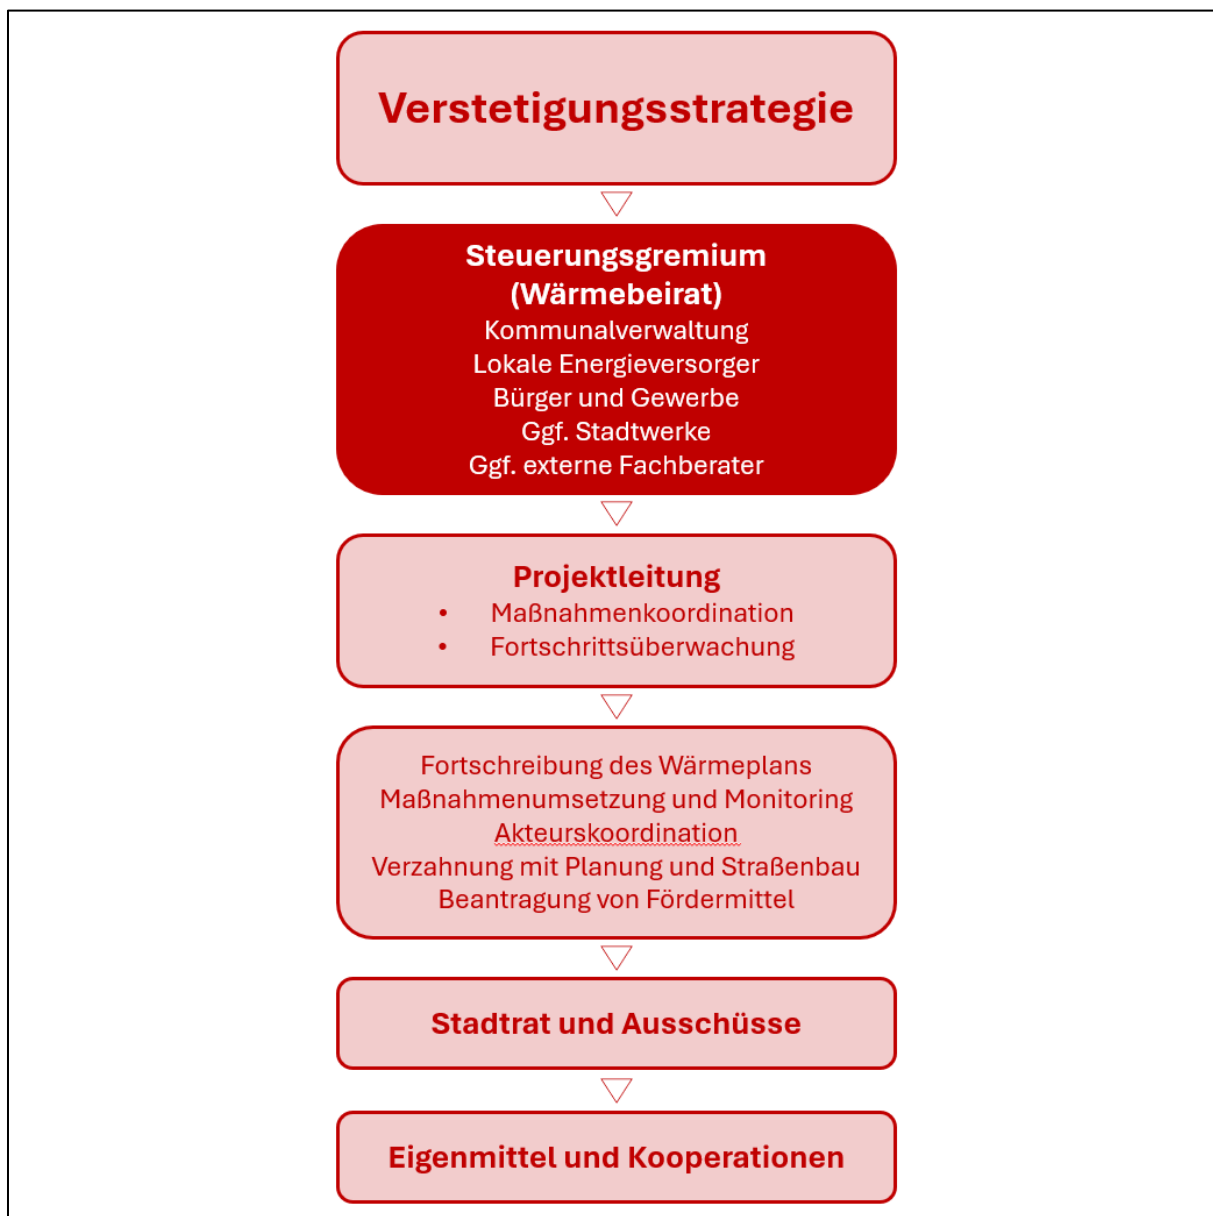 Verstetigungsstrategie
Steuerungsgremium
(Wärmebeirat)
Kommunalverwaltung
Lokale Energieversorger
Bürger und Gewerbe
Ggf. Stadtwerke
Ggf. externe Fachberater
Projektleitung
• Maßnahmenkoordination
• Fortschrittsüberwachung
Fortschreibung des Wärmeplans
Maßnahmenumsetzung und Monitoring
Akteurskoordination
Verzahnung mit Planung und Straßenbau
Beantragung von Fördermittel
Stadtrat und Ausschüsse
Eigenmittel und Kooperationen